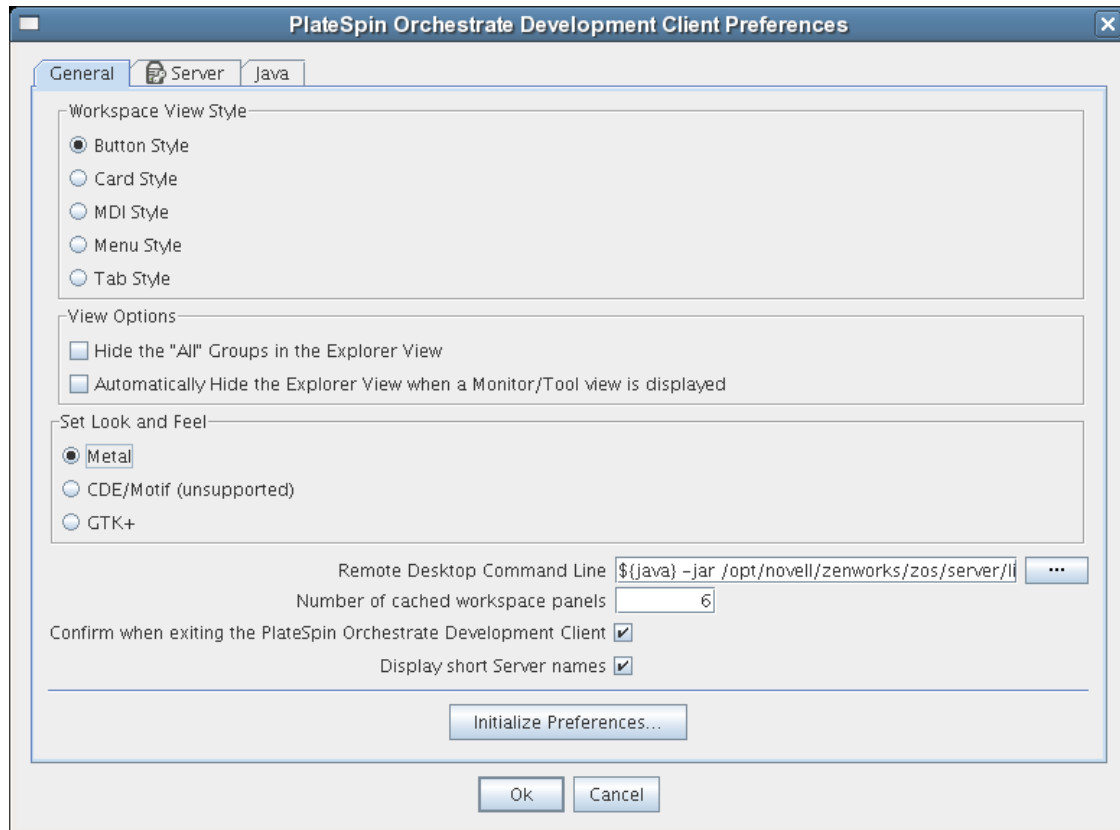 PlateSpin Orchestrate Development Client Preferences
General Server Java
Workspace View Style
Button Style
Card Style
MDI Style
Menu Style
Tab Style
View Options
Hide the "All" Groups in the Explorer View
Automatically Hide the Explorer View when a Monitor/Tool view is displayed
Set Look and Feel
Metal
CDE/Motif (unsupported)
GTK+
Remote Desktop Command Line ${java} -jar /opt/novell/zenworks/zos/server/li ...
Number of cached workspace panels 6
Confirm when exiting the PlateSpin Orchestrate Development Client
Display short Server names
Initialize Preferences...
Ok Cancel